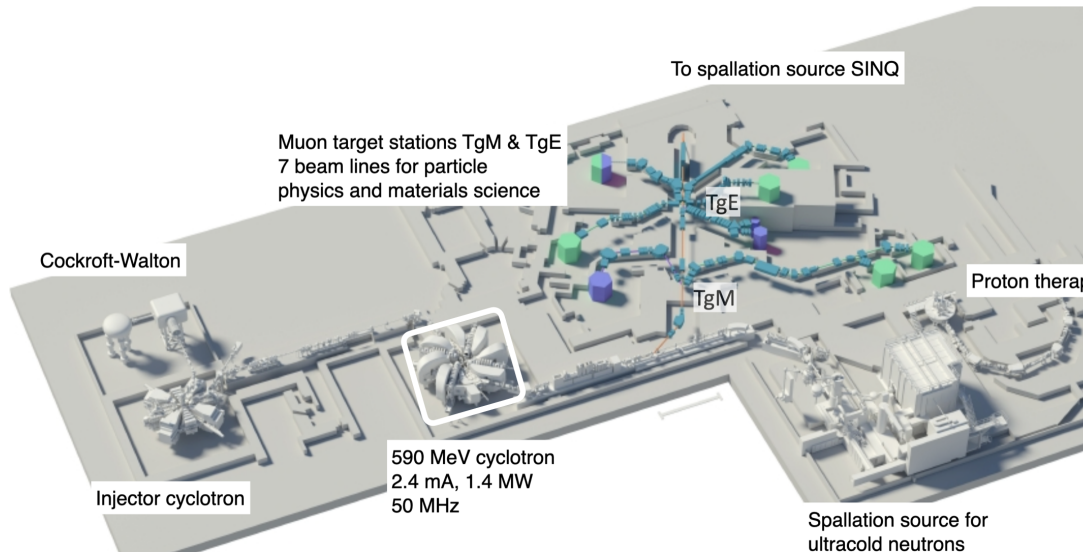 To spallation source SINQ
Muon target stations TgM & TgE
7 beam lines for particle
physics and materials science
TgE
Cockroft-Walton
TgM
Proton therap
590 MeV cyclotron
2.4 mA, 1.4 MW
50 MHz
Injector cyclotron
Spallation source for
ultracold neutrons